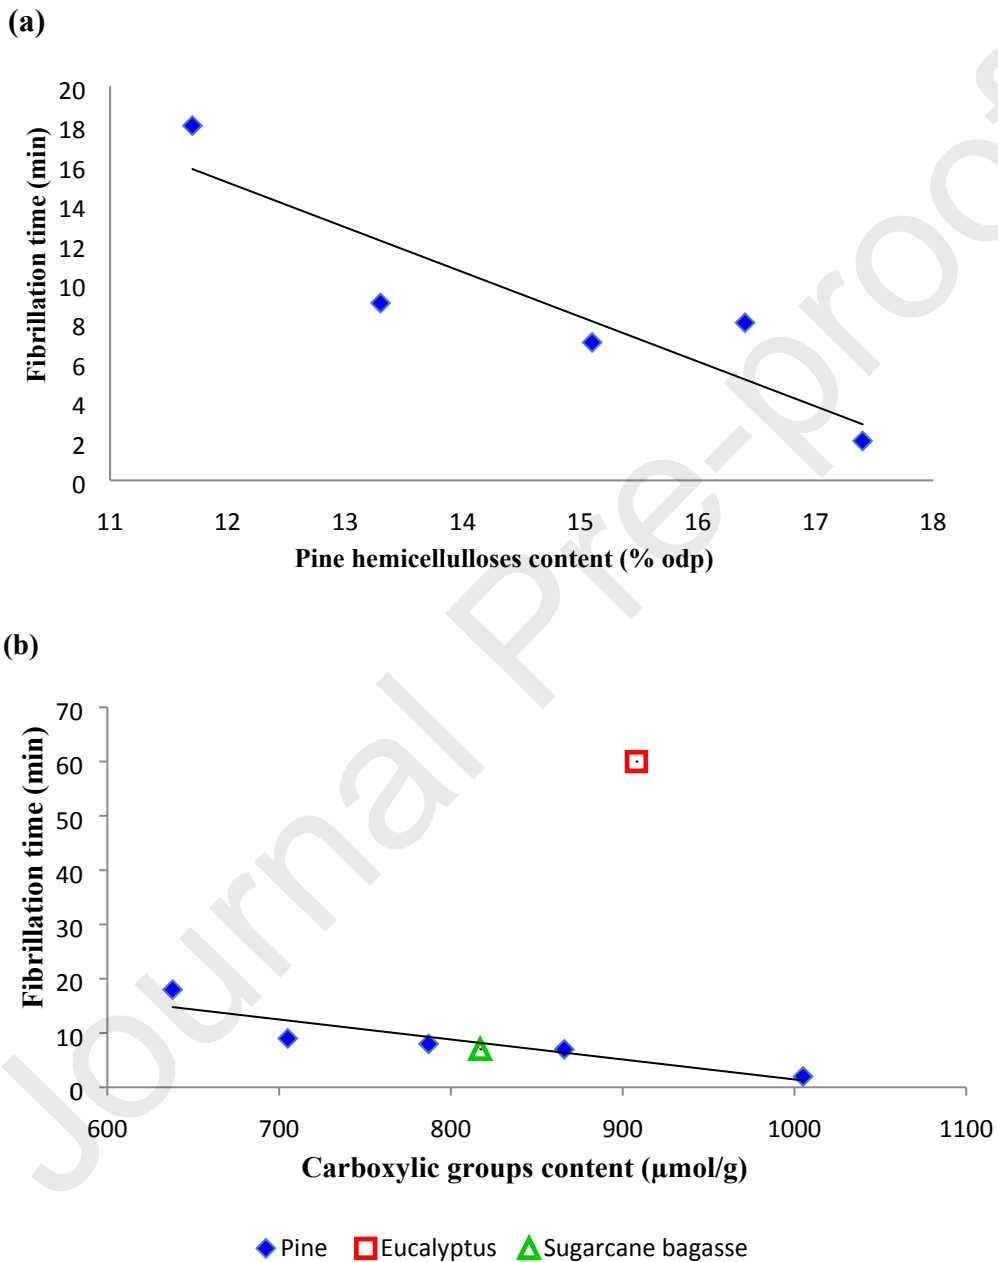 (a)
20
18
16
14
12
10
8
6
4
2
0
Fibrillation time (min)
11 12 13 14 15 16 17 18
Pine hemicellulloses content (% odp)
(b)
70
60
50
40
30
20
10
0
Fibrillation time (min)
600 700 800 900 1000 1100
Carboxylic groups content (µmol/g)
Pine Eucalyptus Sugarcane bagasse
Journal Pre-proof